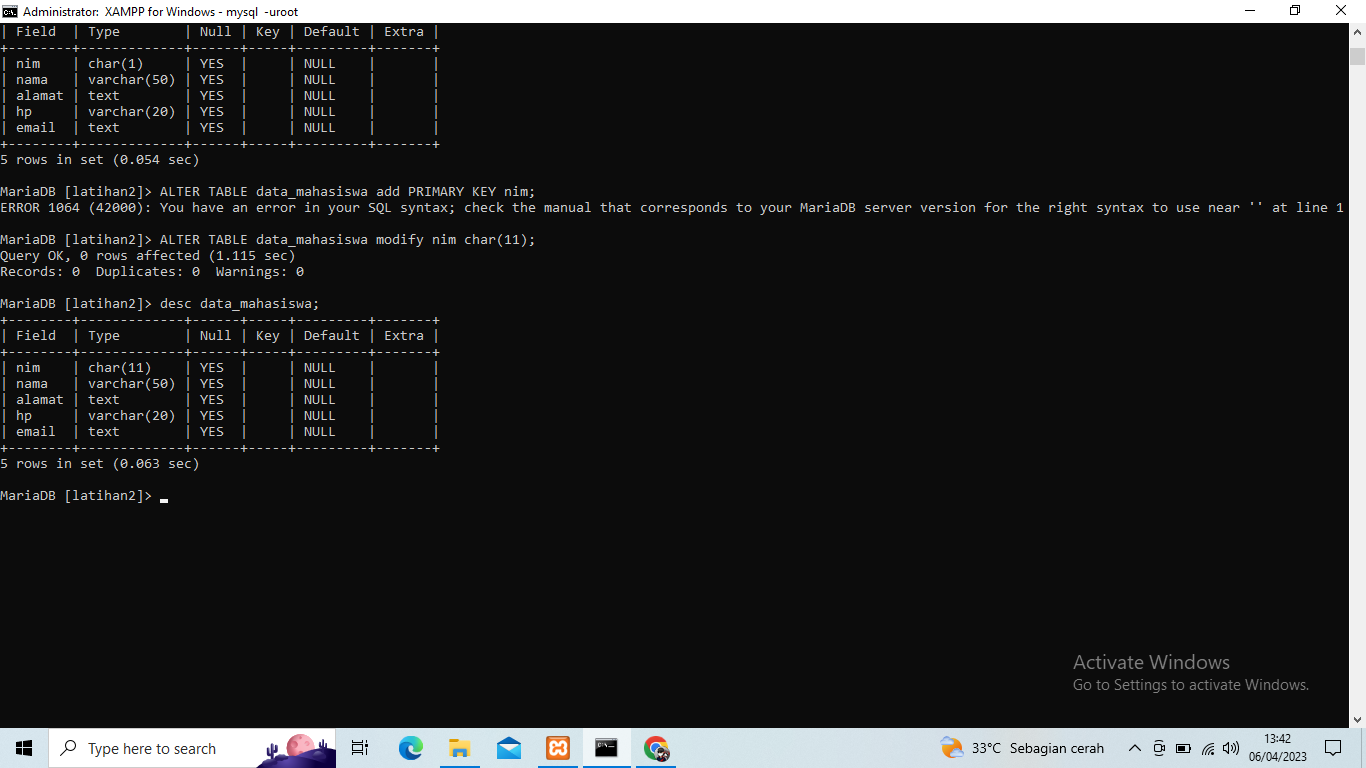 Administrator: XAMPP for Windows - mysql -uroot
| Field  | Type        | Null | Key | Default | Extra |
+--------+-------------+------+-----+---------+-------+
| nim    | char(1)     | YES  |     | NULL    |       |
| nama   | varchar(50) | YES  |     | NULL    |       |
| alamat | text        | YES  |     | NULL    |       |
| hp     | varchar(20) | YES  |     | NULL    |       |
| email  | text        | YES  |     | NULL    |       |
+--------+-------------+------+-----+---------+-------+
5 rows in set (0.054 sec)
MariaDB [latihan2]> ALTER TABLE data_mahasiswa add PRIMARY KEY nim;
ERROR 1064 (42000): You have an error in your SQL syntax; check the manual that corresponds to your MariaDB server version for the right syntax to use near '' at line 1
MariaDB [latihan2]> ALTER TABLE data_mahasiswa modify nim char(11);
Query OK, 0 rows affected (1.115 sec)
Records: 0  Duplicates: 0  Warnings: 0
MariaDB [latihan2]> desc data_mahasiswa;
+--------+-------------+------+-----+---------+-------+
| Field  | Type        | Null | Key | Default | Extra |
+--------+-------------+------+-----+---------+-------+
| nim    | char(11)    | YES  |     | NULL    |       |
| nama   | varchar(50) | YES  |     | NULL    |       |
| alamat | text        | YES  |     | NULL    |       |
| hp     | varchar(20) | YES  |     | NULL    |       |
| email  | text        | YES  |     | NULL    |       |
+--------+-------------+------+-----+---------+-------+
5 rows in set (0.063 sec)
MariaDB [latihan2]> _
Activate Windows
Go to Settings to activate Windows.
Type here to search
33°C Sebagian cerah
13:42
06/04/2023